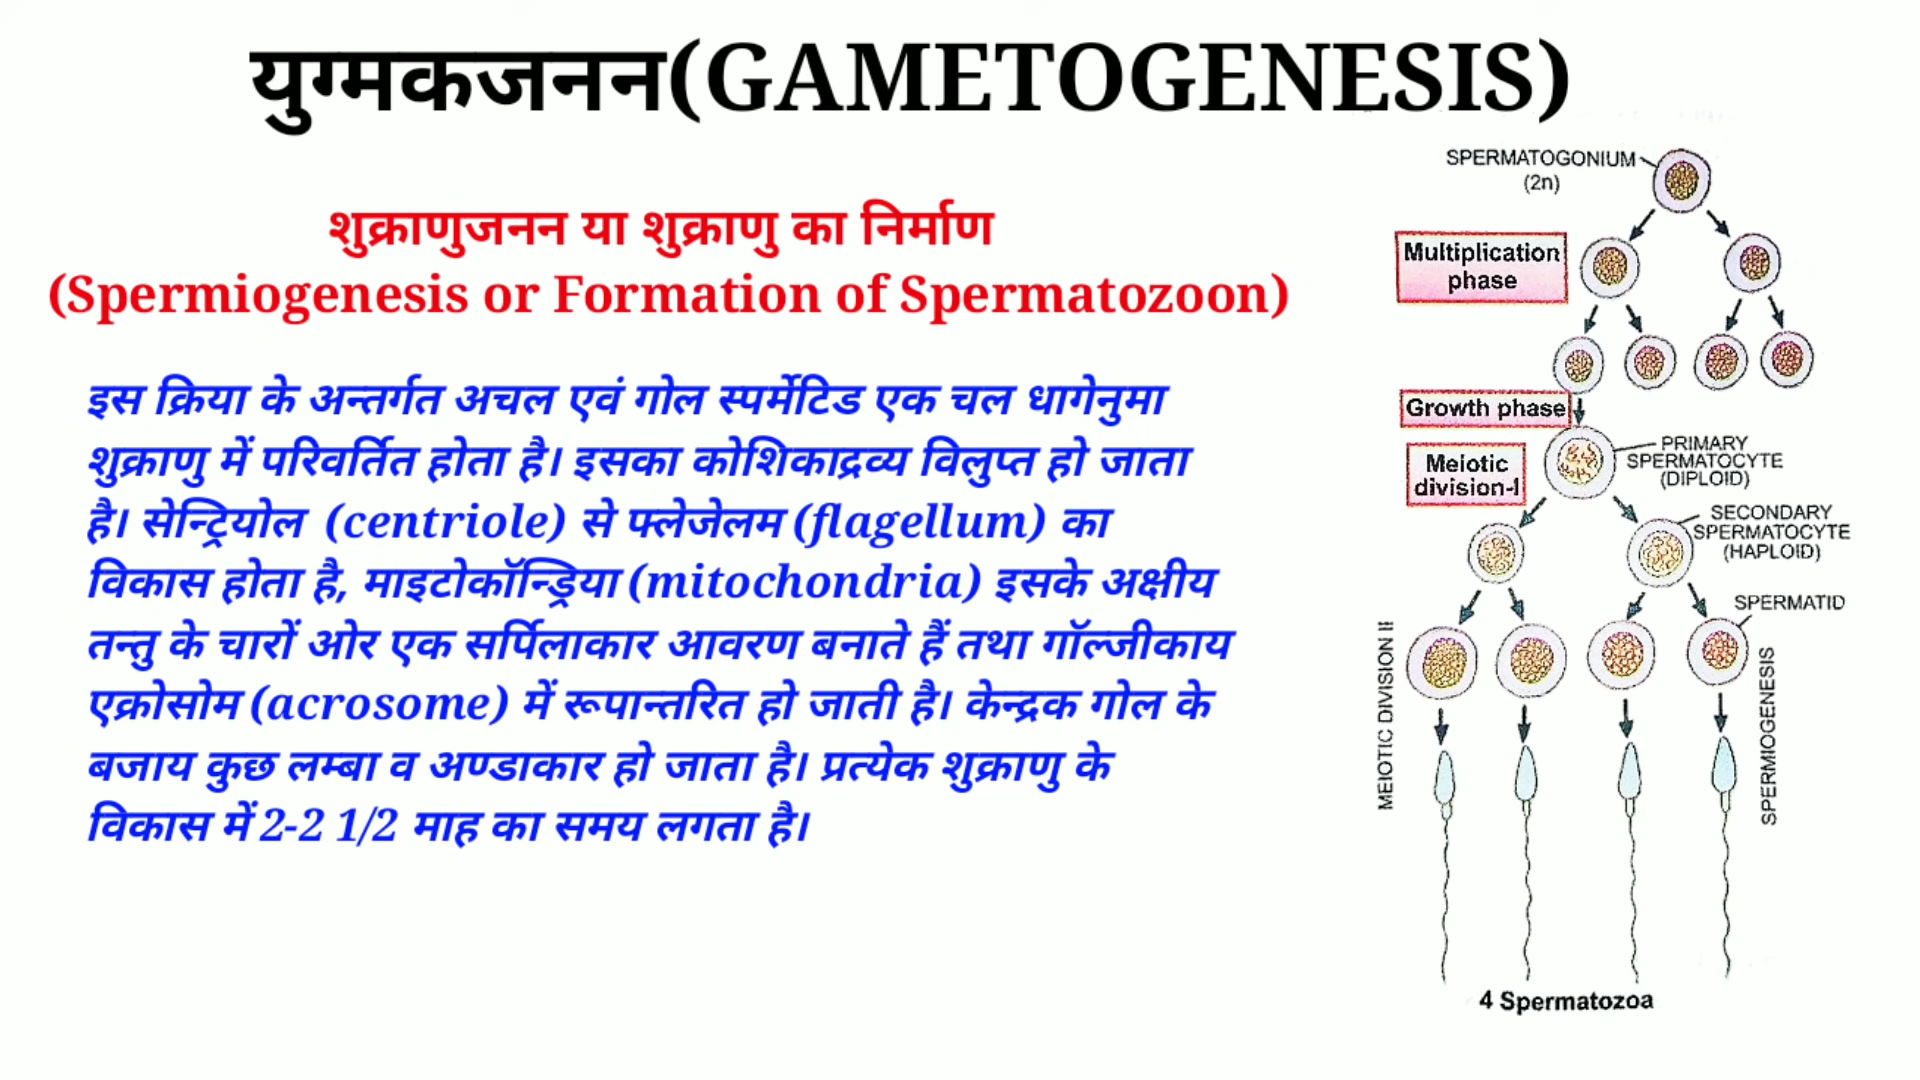 युग्मकजनन(GAMETOGENESIS)
शुक्राणुजनन या शुक्राणु का निर्माण
(Spermiogenesis or Formation of Spermatozoon)
इस क्रिया के अन्तर्गत अचल एवं गोल स्पर्मेटिड एक चल धागेनुमा
शुक्राणु में परिवर्तित होता है। इसका कोशिकाद्रव्य विलुप्त हो जाता
है। सेन्ट्रियोल (centriole) से फ्लेजेलम (flagellum) का
विकास होता है, माइटोकॉन्ड्रिया (mitochondria) इसके अक्षीय
तन्तु के चारों ओर एक सर्पिलाकार आवरण बनाते हैं तथा गॉल्जीकाय
एक्रोसोम (acrosome) में रूपान्तरित हो जाती है। केन्द्रक गोल के
बजाय कुछ लम्बा व अण्डाकार हो जाता है। प्रत्येक शुक्राणु के
विकास में 2-2 1/2 माह का समय लगता है।
SPERMATOGONIUM
(2n)
Multiplication
phase
Growth phase
PRIMARY
SPERMATOCYTE
(DIPLOID)
Meiotic
division-I
SECONDARY
SPERMATOCYTE
(HAPLOID)
SPERMATID
MEIOTIC DIVISION II
SPERMIOGENESIS
4 Spermatozoa